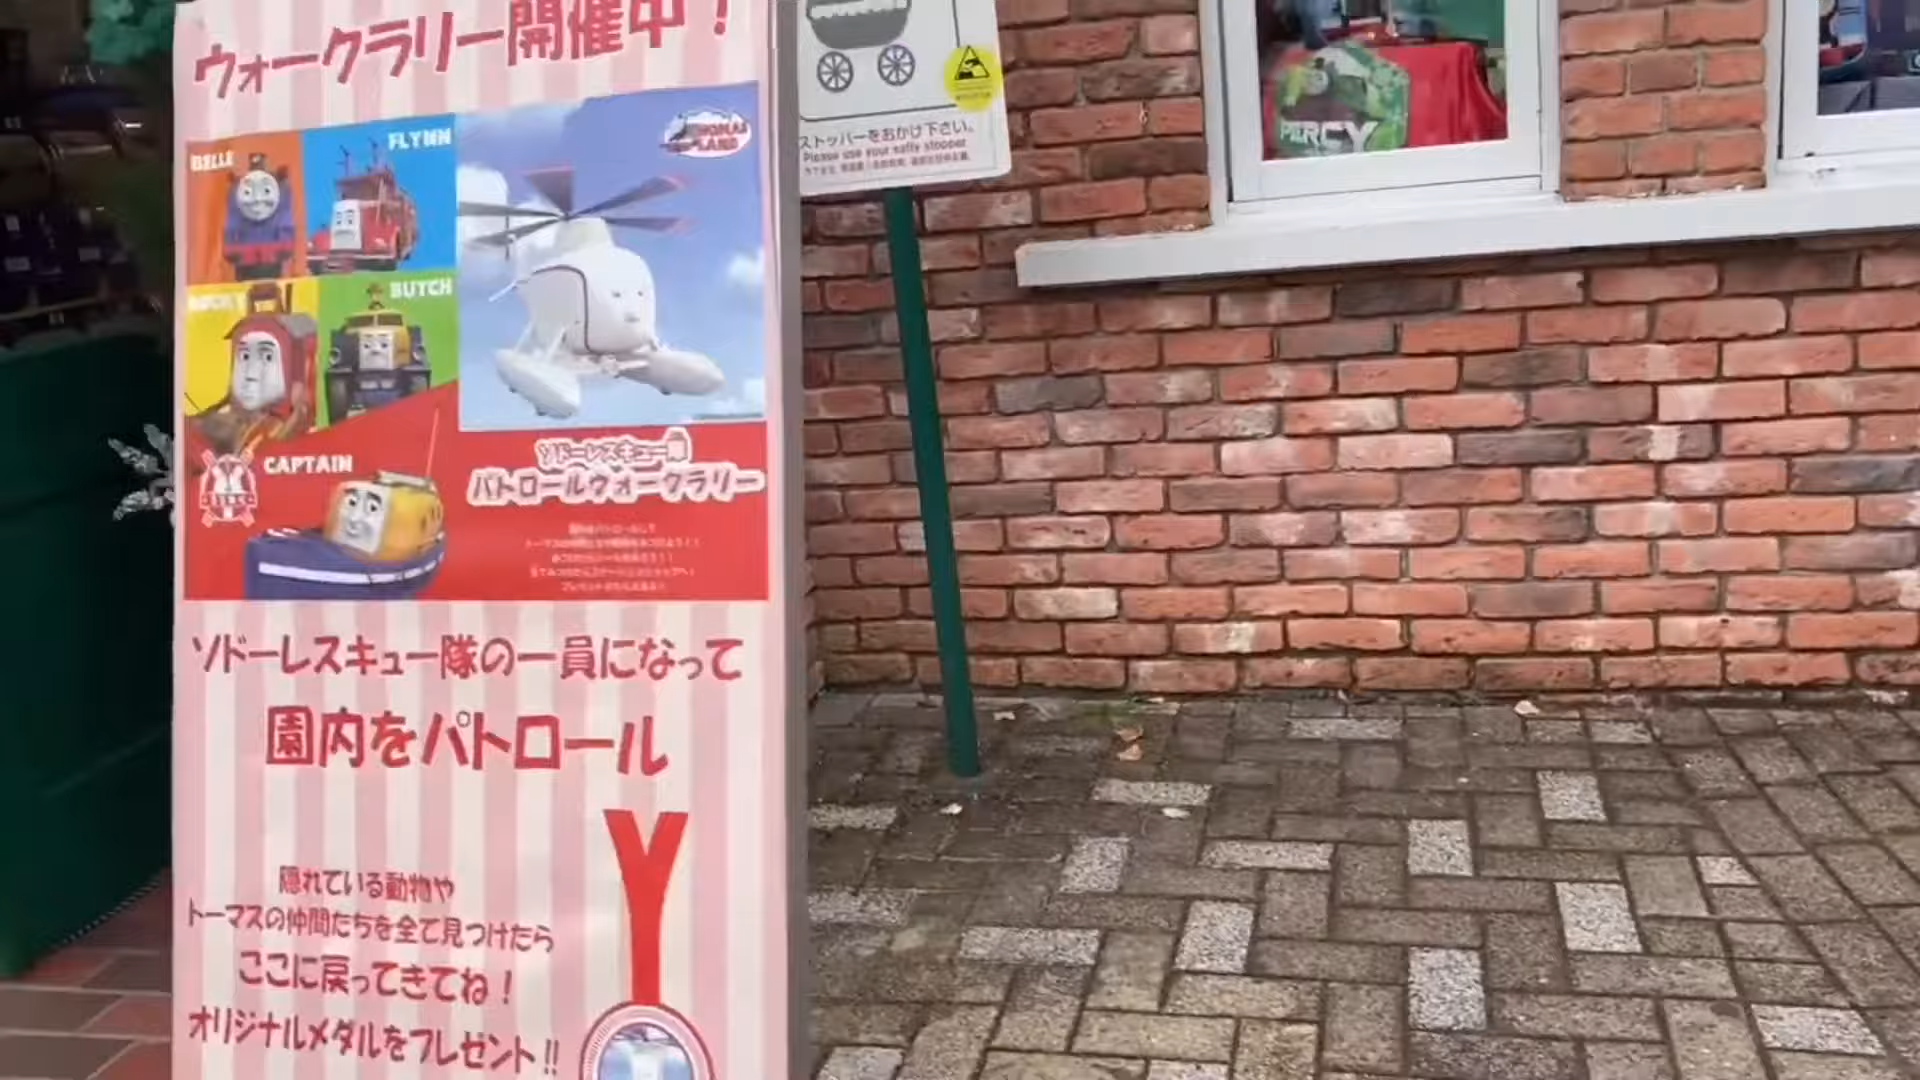 ウォークラリー開催中！
BELLE
FLYNN
THOMAS LAND
ROCKY
BUTCH
CAPTAIN
ソドーレスキュー隊
パトロールウォークラリー
ソドーレスキュー隊の一員になって
園内をパトロール
隠れている動物や
トーマスの仲間たちを全て見つけたら
ここに戻ってきてね！
オリジナルメダルをプレゼント!!
ストッパーをおかけ下さい。
Please use your safty stopper
PERCY